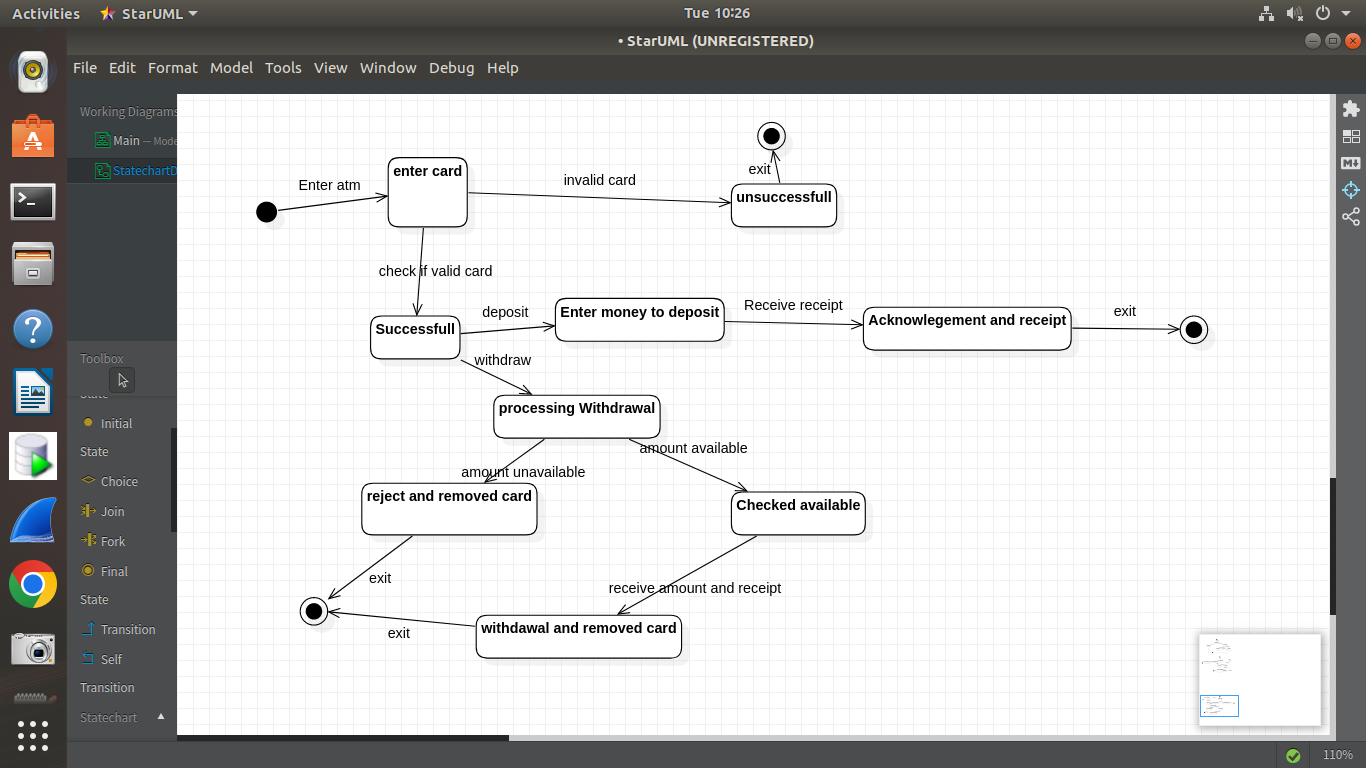 Activities
StarUML
Tue 10:26
• StarUML (UNREGISTERED)
File Edit Format Model Tools View Window Debug Help
Working Diagrams
Main — Mode
StatechartD
Toolbox
State
Initial
State
Choice
Join
Fork
Final
State
Transition
Self
Transition
Statechart
Enter atm
enter card
invalid card
exit
unsuccessfull
check if valid card
Successfull
deposit
Enter money to deposit
Receive receipt
Acknowlegement and receipt
exit
withdraw
processing Withdrawal
amount available
amount unavailable
reject and removed card
Checked available
exit
receive amount and receipt
withdawal and removed card
exit
110%